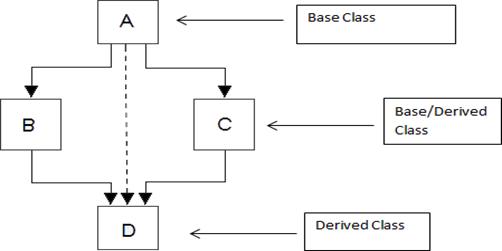 A
Base Class
B
C
Base/Derived
Class
D
Derived Class